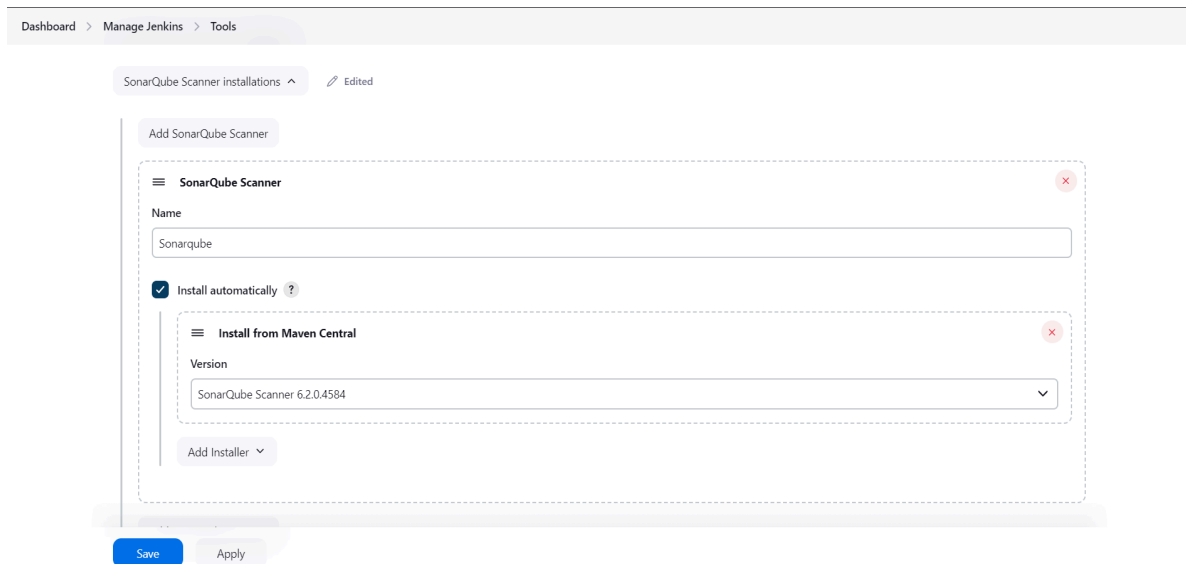 Dashboard > Manage Jenkins > Tools
SonarQube Scanner installations Edited
Add SonarQube Scanner
SonarQube Scanner
Name
Sonarqube
Install automatically ?
Install from Maven Central
Version
SonarQube Scanner 6.2.0.4584
Add Installer
Save Apply